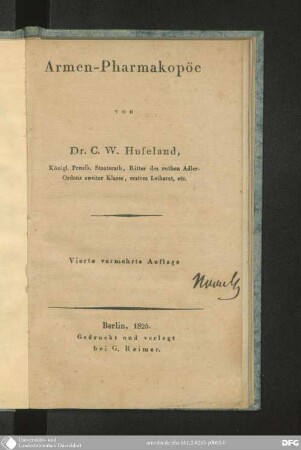 Armen-Pharmakopöe
von
Dr. C. W. Hufeland,
Königl. Preuß. Staatsrath, Ritter des rothen Adler-
Ordens zweiter Klasse, erstem Leibarzt, etc.
Vierte vermehrte Auflage
Berlin, 1825.
Gedruckt und verlegt
bei G. Reimer.
Universitäts- und
Landesbibliothek Düsseldorf
DFG